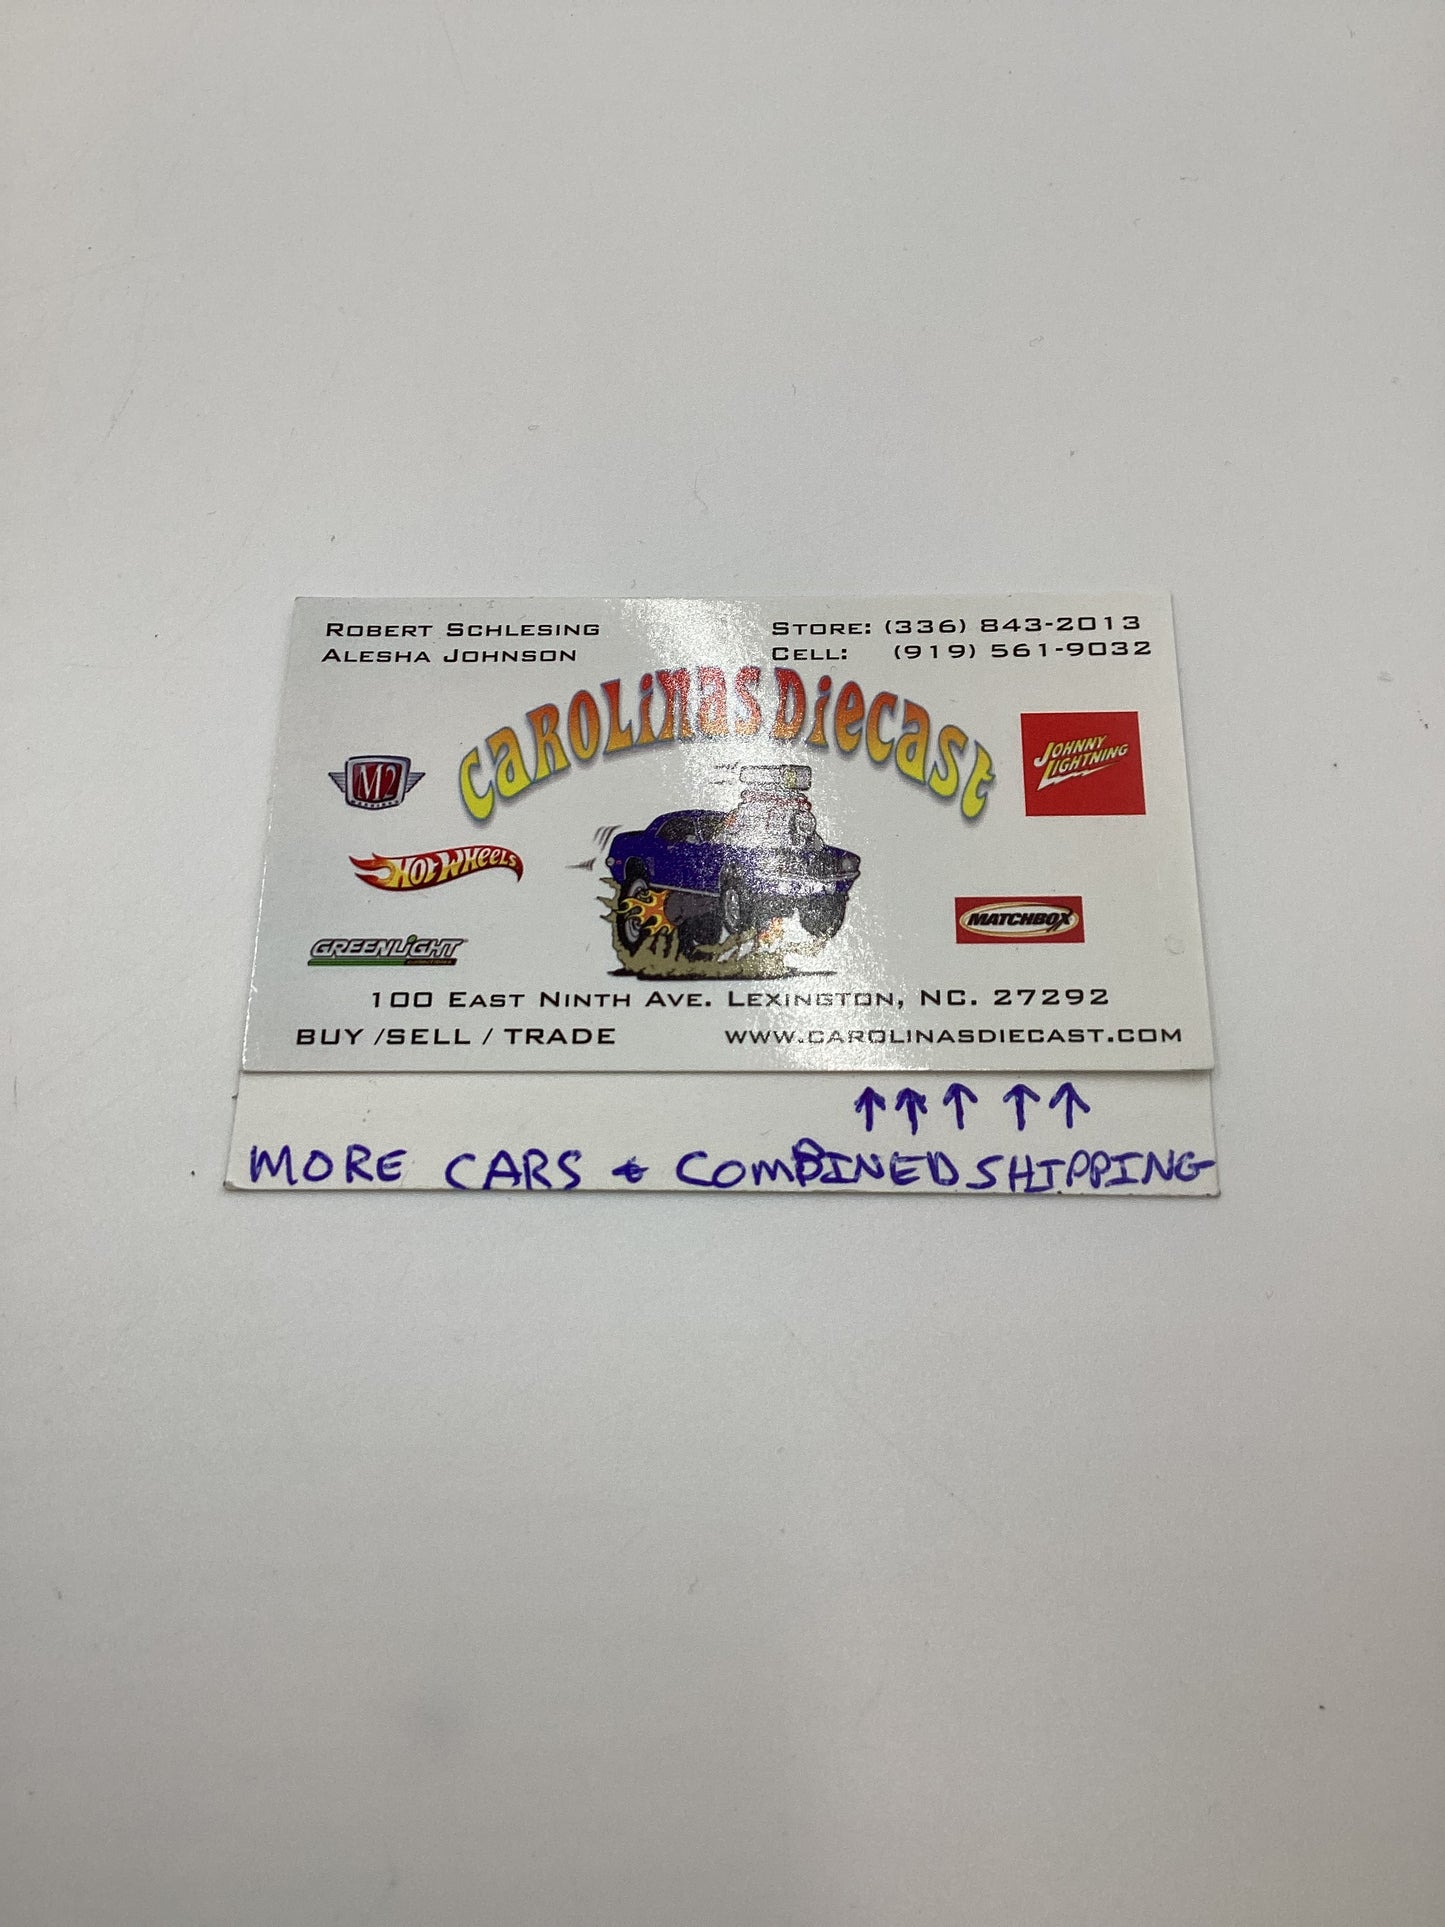 ROBERT SCHLESING
ALESHA JOHNSON
STORE: (336) 843-2013
CELL: (919) 561-9032
CAROLINAS DIECAST
M2
JOHNNY
LIGHTNING
HOT WHEELS
MATCHBOX
GREENLIGHT
100 EAST NINTH AVE. LEXINGTON, NC. 27292
BUY /SELL / TRADE
WWW.CAROLINASDIECAST.COM
↑↑↑ ↑↑
MORE CARS & COMBINED SHIPPING